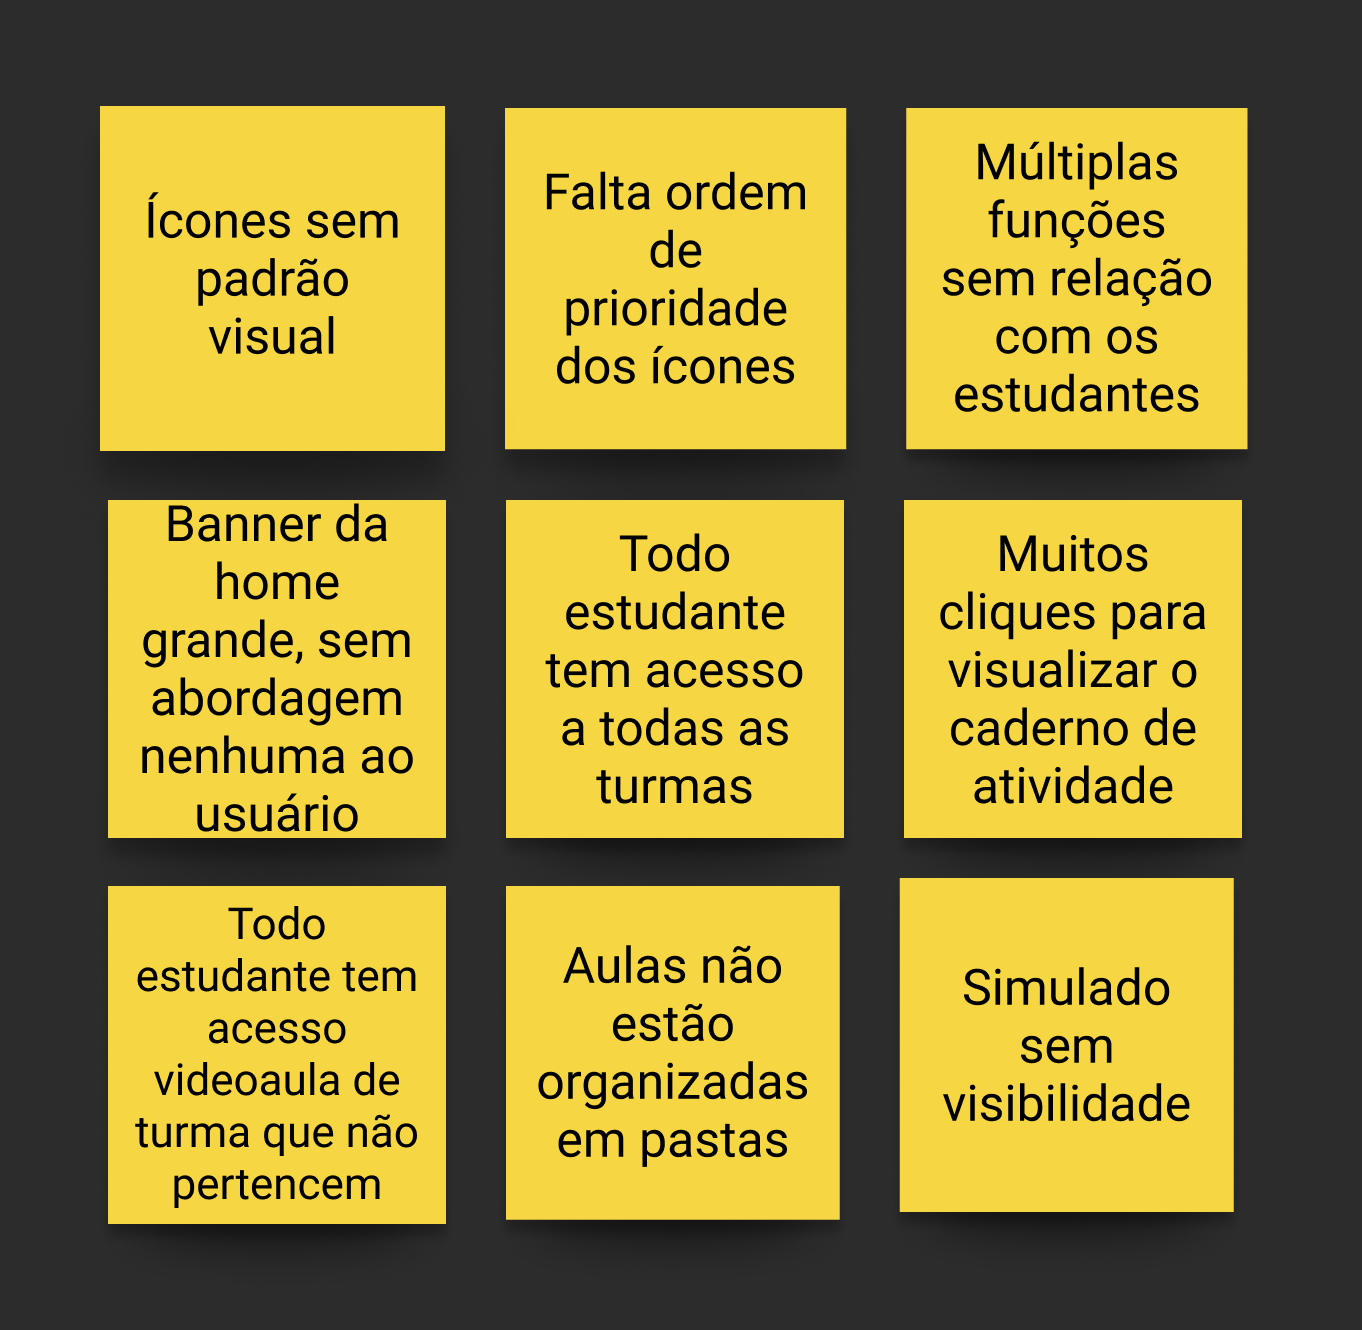 Ícones sem
padrão
visual
Falta ordem
de
prioridade
dos ícones
Múltiplas
funções
sem relação
com os
estudantes
Banner da
home
grande, sem
abordagem
nenhuma ao
usuário
Todo
estudante
tem acesso
a todas as
turmas
Muitos
cliques para
visualizar o
caderno de
atividade
Todo
estudante tem
acesso
videoaula de
turma que não
pertencem
Aulas não
estão
organizadas
em pastas
Simulado
sem
visibilidade